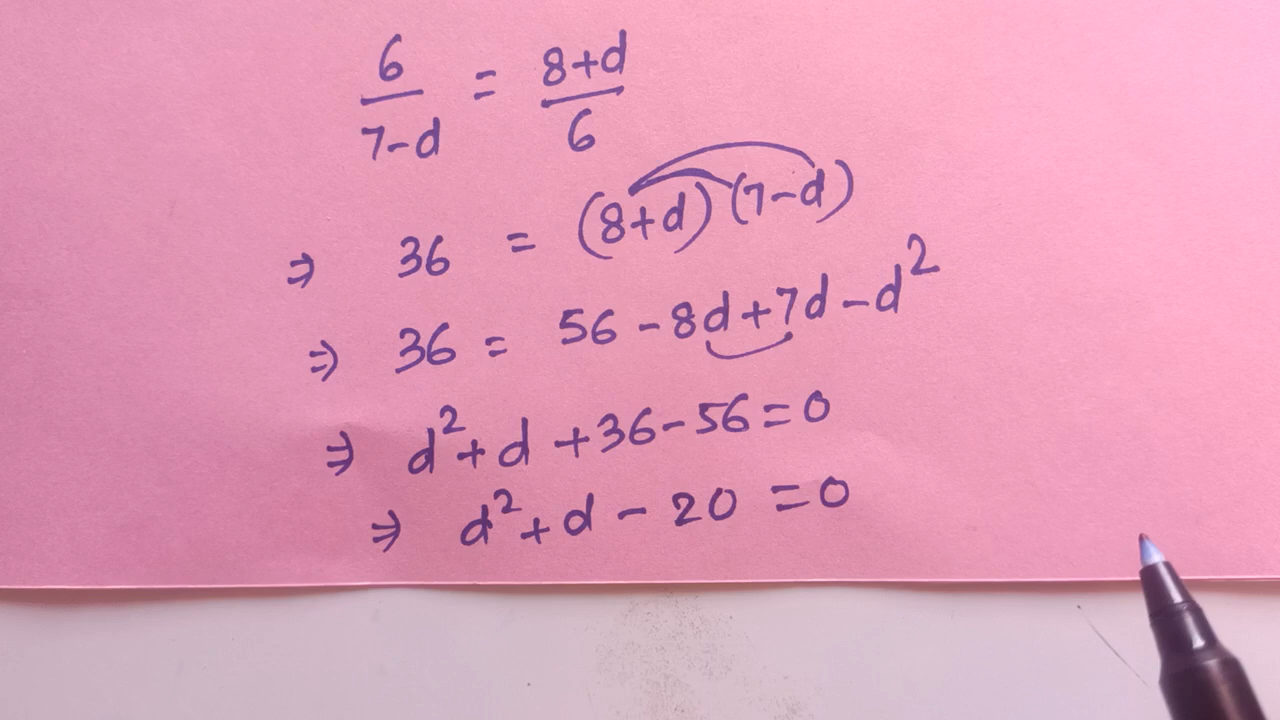 6/7-d = 8+d/6
⇒ 36 = (8+d)(7-d)
⇒ 36 = 56-8d+7d-d²
⇒ d²+d+36-56=0
⇒ d²+d-20=0